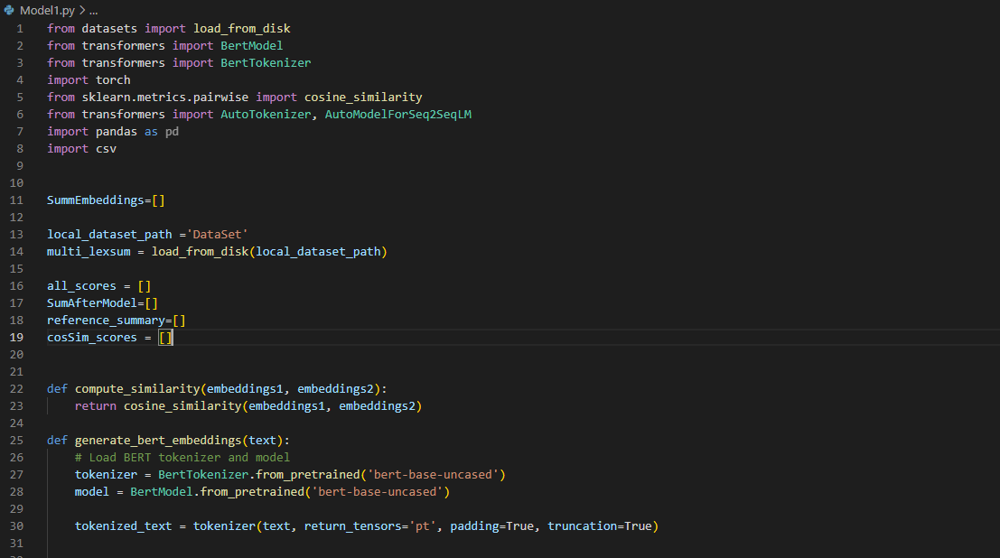 Model1.py > ...
1 from datasets import load_from_disk
2 from transformers import BertModel
3 from transformers import BertTokenizer
4 import torch
5 from sklearn.metrics.pairwise import cosine_similarity
6 from transformers import AutoTokenizer, AutoModelForSeq2SeqLM
7 import pandas as pd
8 import csv
9
10
11 SummEmbeddings=[]
12
13 local_dataset_path ='DataSet'
14 multi_lexsum = load_from_disk(local_dataset_path)
15
16 all_scores = []
17 SumAfterModel=[]
18 reference_summary=[]
19 cosSim_scores = []
20
21
22 def compute_similarity(embeddings1, embeddings2):
23     return cosine_similarity(embeddings1, embeddings2)
24
25 def generate_bert_embeddings(text):
26     # Load BERT tokenizer and model
27     tokenizer = BertTokenizer.from_pretrained('bert-base-uncased')
28     model = BertModel.from_pretrained('bert-base-uncased')
29
30     tokenized_text = tokenizer(text, return_tensors='pt', padding=True, truncation=True)
31